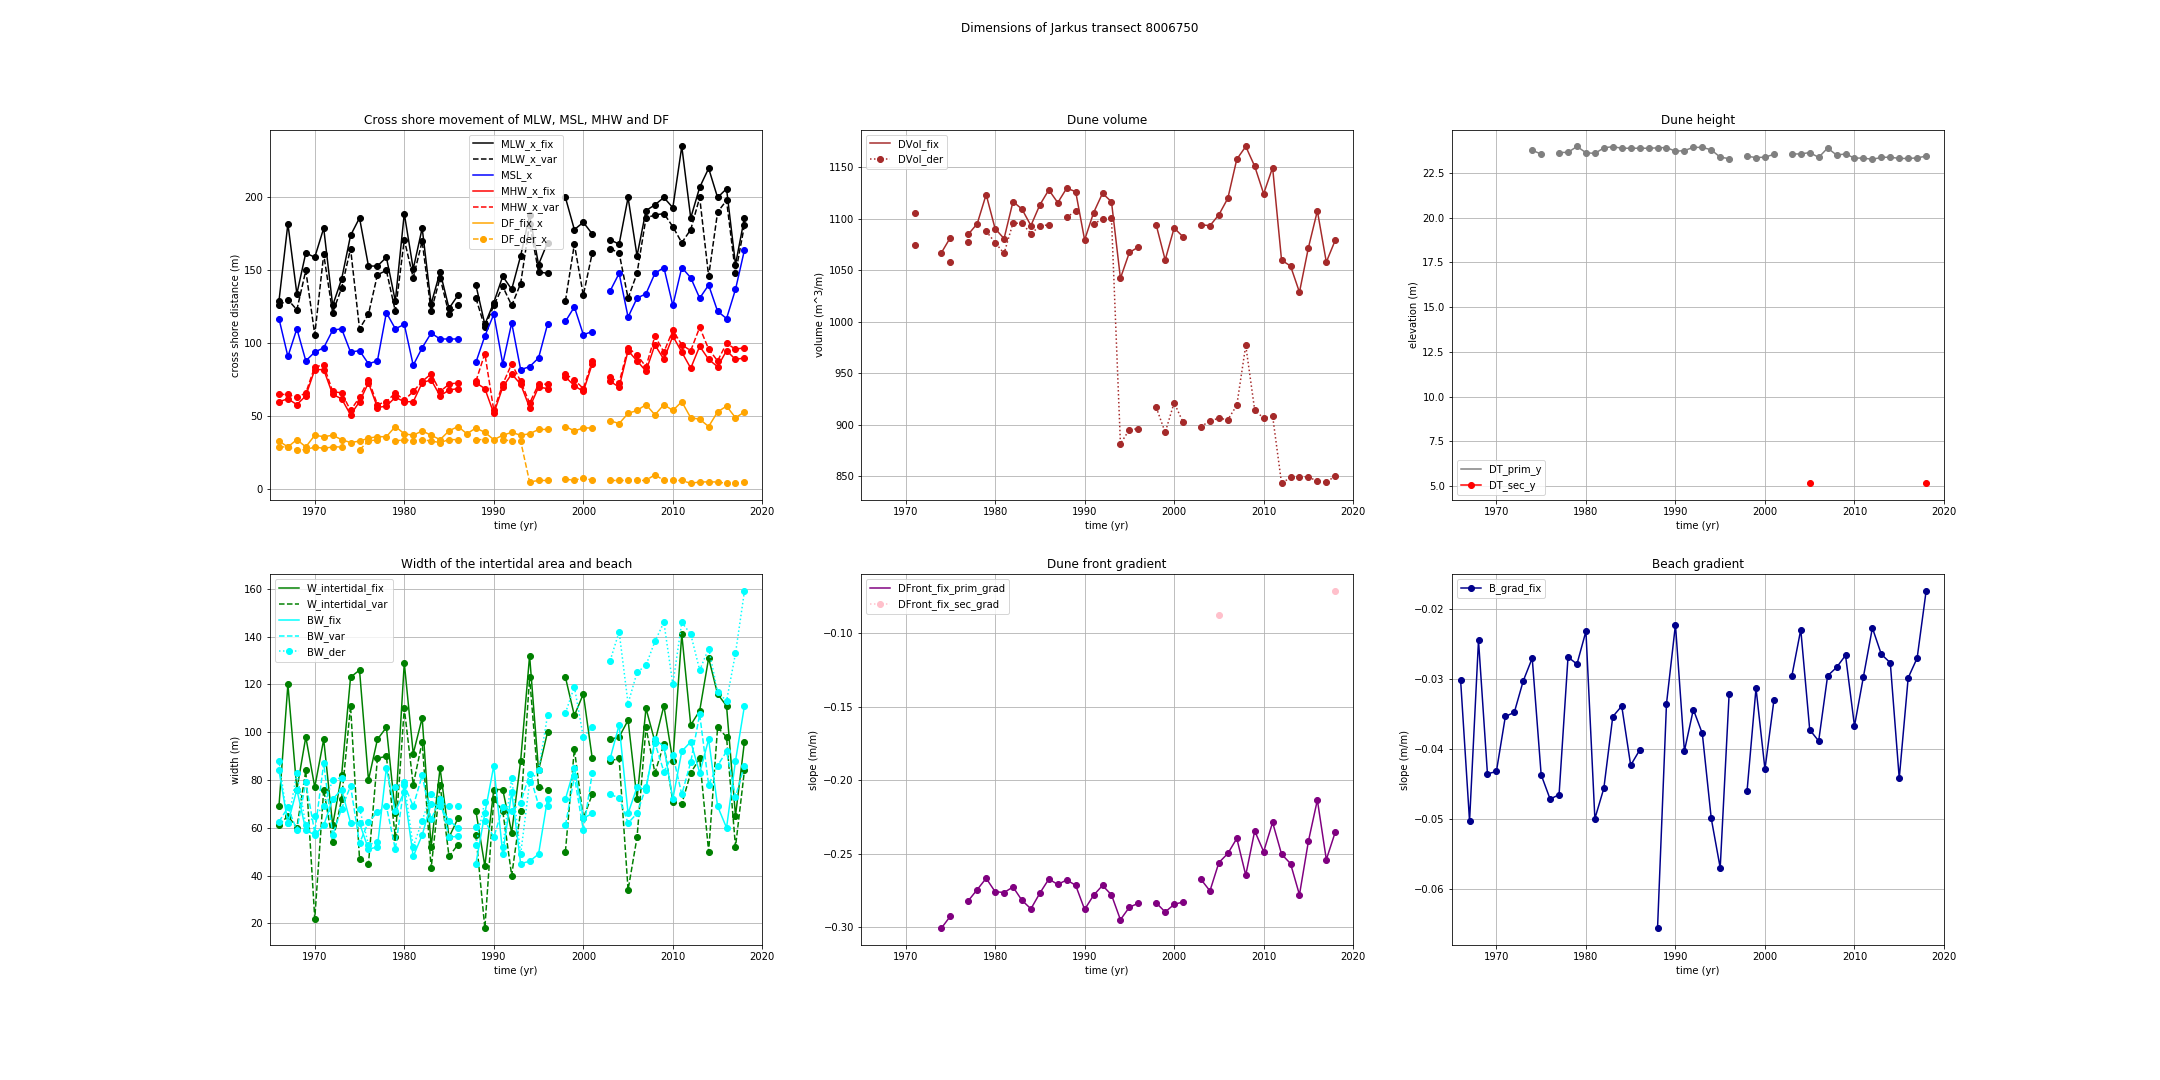 Dimensions of Jarkus transect 8006750
Cross shore movement of MLW, MSL, MHW and DF
cross shore distance (m)
200
150
100
50
0
MLW_x_fix
MLW_x_var
MSL_x
MHW_x_fix
MHW_x_var
DF_fix_x
DF_der_x
1970 1980 1990 2000 2010 2020
time (yr)
Dune volume
volume (m^3/m)
1150
1100
1050
1000
950
900
850
DVol_fix
DVol_der
1970 1980 1990 2000 2010 2020
time (yr)
Dune height
elevation (m)
22.5
20.0
17.5
15.0
12.5
10.0
7.5
5.0
DT_prim_y
DT_sec_y
1970 1980 1990 2000 2010 2020
time (yr)
Width of the intertidal area and beach
width (m)
160
140
120
100
80
60
40
20
W_intertidal_fix
W_intertidal_var
BW_fix
BW_var
BW_der
1970 1980 1990 2000 2010 2020
time (yr)
Dune front gradient
slope (m/m)
−0.10
−0.15
−0.20
−0.25
−0.30
DFront_fix_prim_grad
DFront_fix_sec_grad
1970 1980 1990 2000 2010 2020
time (yr)
Beach gradient
slope (m/m)
−0.02
−0.03
−0.04
−0.05
−0.06
B_grad_fix
1970 1980 1990 2000 2010 2020
time (yr)